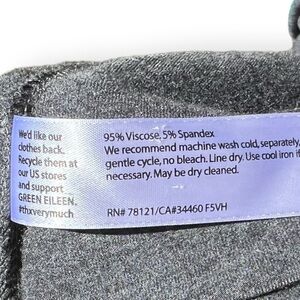 We'd like our
clothes back.
Recycle them at
our US stores
and support
GREEN EILEEN.
#thxverymuch
95% Viscose, 5% Spandex
We recommend machine wash cold, separately,
gentle cycle, no bleach. Line dry. Use cool iron if
necessary. May be dry cleaned.
RN# 78121/CA#34460 F5VH